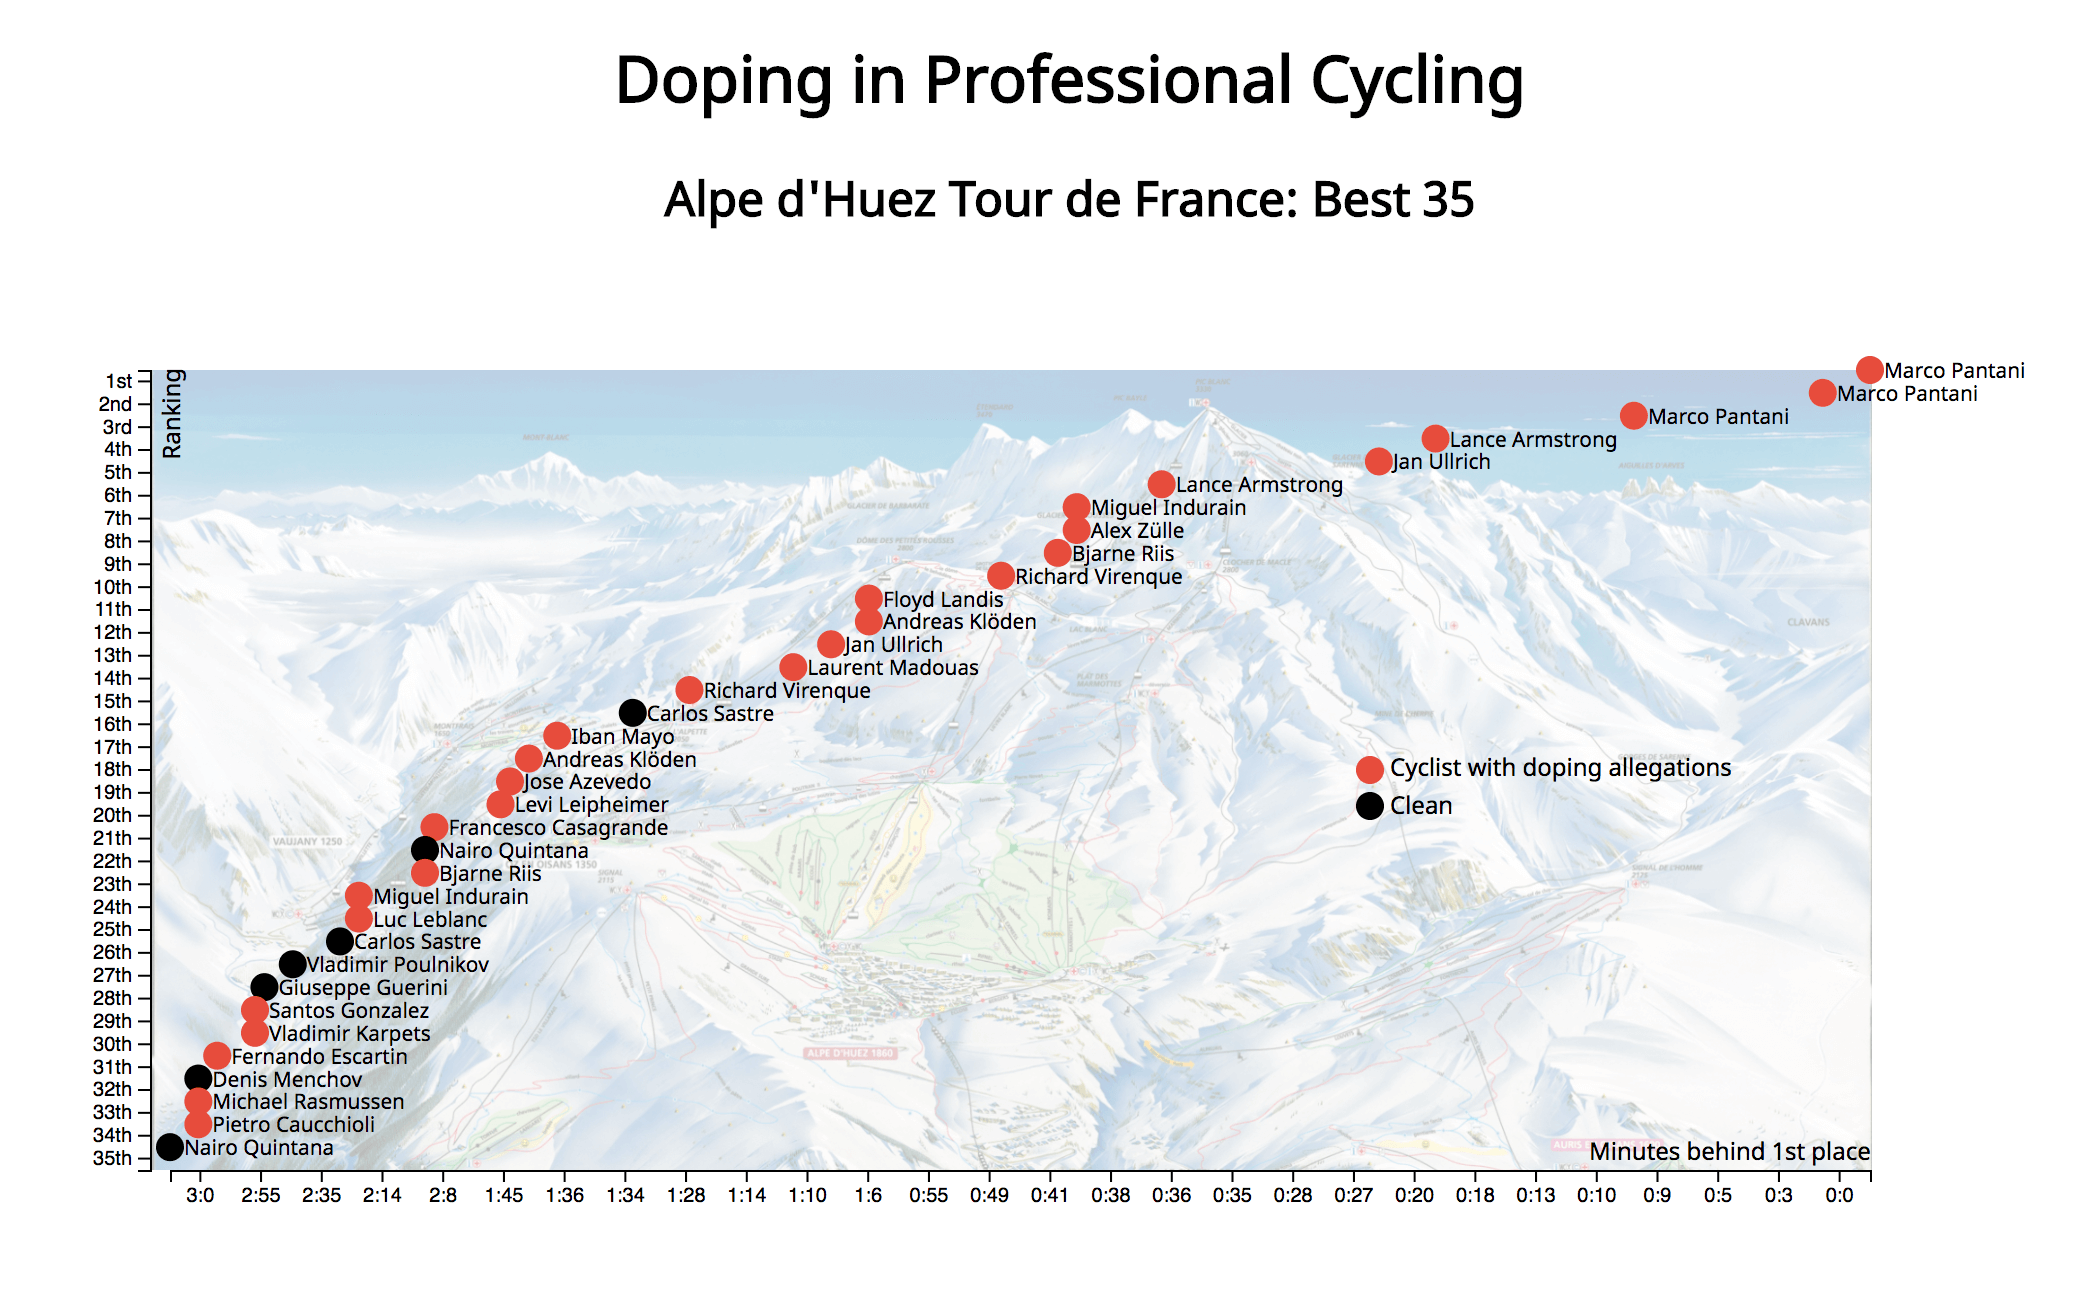 Doping in Professional Cycling
Alpe d'Huez Tour de France: Best 35
Ranking
1st
2nd
3rd
4th
5th
6th
7th
8th
9th
10th
11th
12th
13th
14th
15th
16th
17th
18th
19th
20th
21th
22th
23th
24th
25th
26th
27th
28th
29th
30th
31th
32th
33th
34th
35th
Marco Pantani
Marco Pantani
Marco Pantani
Lance Armstrong
Jan Ullrich
Lance Armstrong
Miguel Indurain
Alex Zülle
Bjarne Riis
Richard Virenque
Floyd Landis
Andreas Klöden
Jan Ullrich
Laurent Madouas
Richard Virenque
Carlos Sastre
Iban Mayo
Andreas Klöden
Jose Azevedo
Levi Leipheimer
Francesco Casagrande
Nairo Quintana
Bjarne Riis
Miguel Indurain
Luc Leblanc
Carlos Sastre
Vladimir Poulnikov
Giuseppe Guerini
Santos Gonzalez
Vladimir Karpets
Fernando Escartin
Denis Menchov
Michael Rasmussen
Pietro Caucchioli
Nairo Quintana
Cyclist with doping allegations
Clean
MONT-BLANC
CLAVANS
VAUJANY 1250
ALPE D'HUEZ 1860
Minutes behind 1st place
3:0 2:55 2:35 2:14 2:8 1:45 1:36 1:34 1:28 1:14 1:10 1:6 0:55 0:49 0:41 0:38 0:36 0:35 0:28 0:27 0:20 0:18 0:13 0:10 0:9 0:5 0:3 0:0